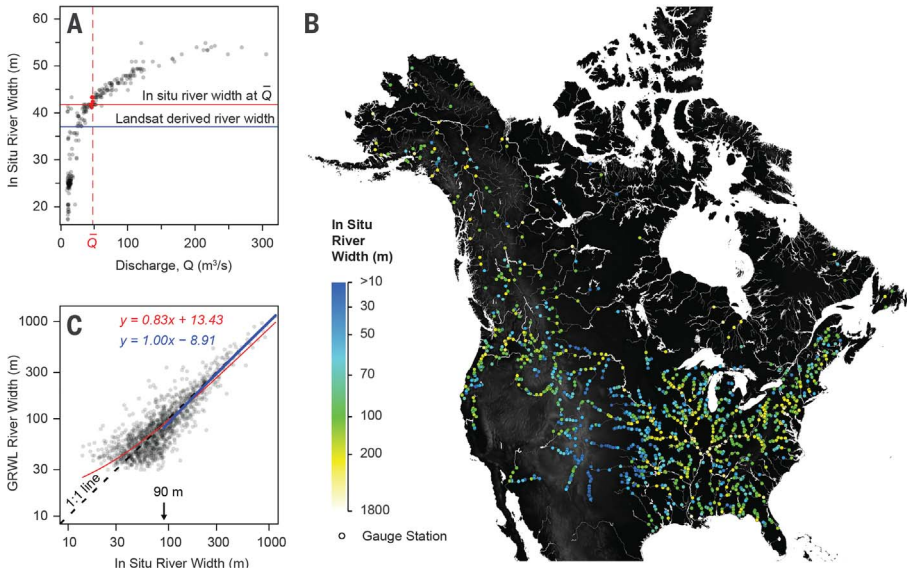 A
60
50
40
30
20
In Situ River Width (m)
In situ river width at Q̄
Landsat derived river width
0
Q̄
100
200
300
Discharge, Q (m³/s)
B
In Situ
River
Width (m)
>10
30
50
70
100
200
1800
Gauge Station
C
y = 0.83x + 13.43
y = 1.00x − 8.91
1000
300
100
30
10
GRWL River Width (m)
1:1 line
90 m
10
30
100
300
1000
In Situ River Width (m)